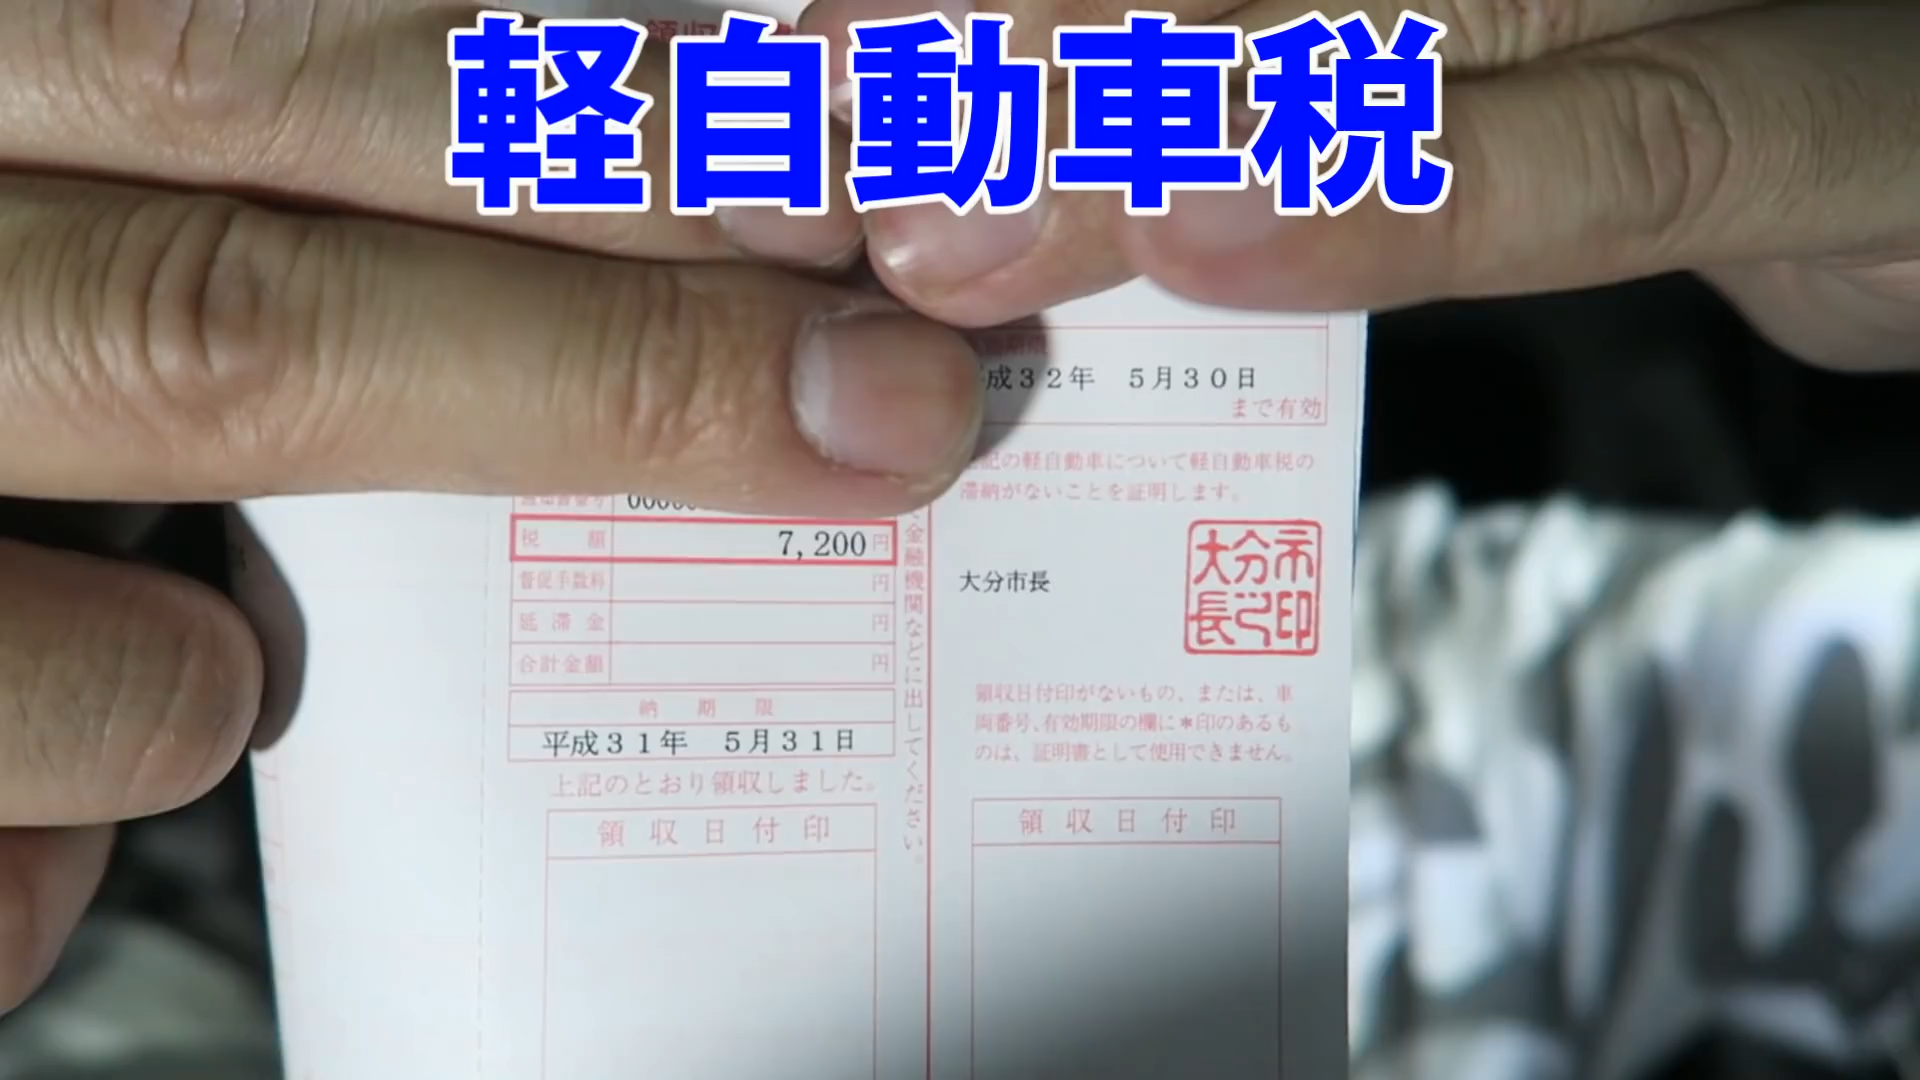 軽自動車税
成32年 5月30日
まで有効
記の軽自動車について軽自動車税の
滞納がないことを証明します。
税額 7,200円
督促手数料 円
延滞金 円
合計金額 円
納期限
平成31年 5月31日
上記のとおり領収しました。
領収日付印
金融機関などに出してください。
大分市長
大分市長之印
領収日付印がないもの、または、車
両番号、有効期限の欄に*印のあるも
のは、証明書として使用できません。
領収日付印